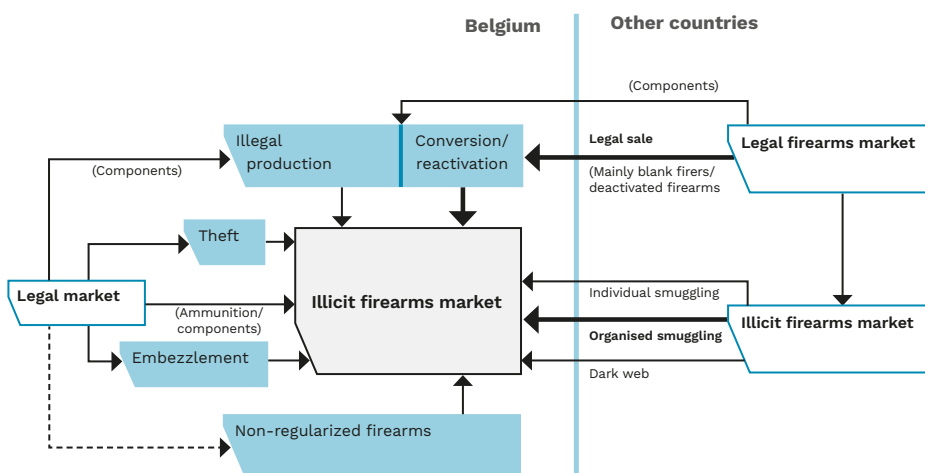 Belgium
Other countries
(Components)
Illegal
production
Conversion/
reactivation
Legal sale
Legal firearms market
(Components)
(Mainly blank firers/
deactivated firearms
Theft
Legal market
Illicit firearms market
(Ammunition/
components)
Individual smuggling
Illicit firearms market
Organised smuggling
Embezzlement
Dark web
Non-regularized firearms